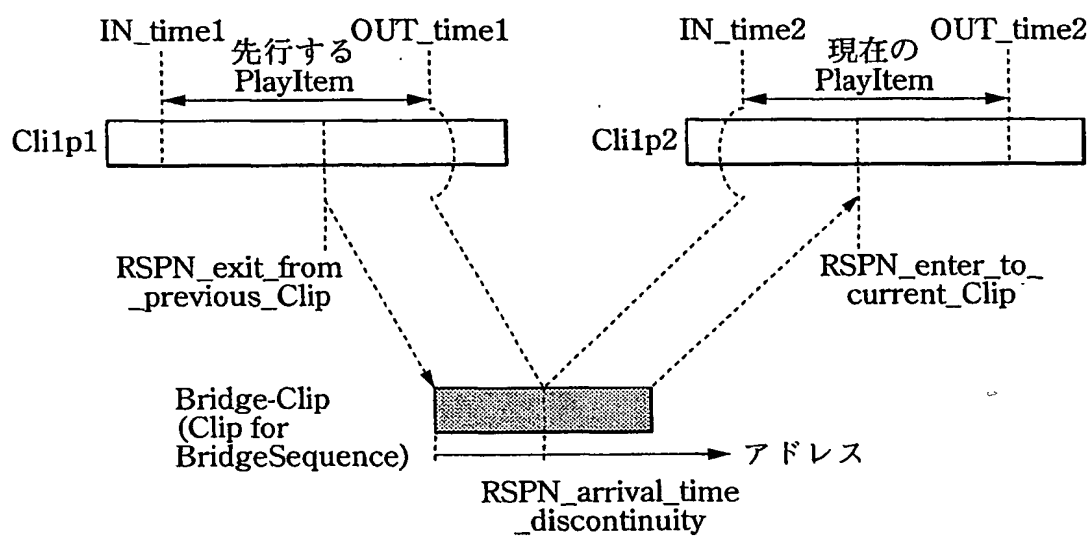 IN_time1
OUT_time1
先行する
PlayItem
IN_time2
OUT_time2
現在の
PlayItem
Cli1p1
Cli1p2
RSPN_exit_from
_previous_Clip
RSPN_enter_to_
current_Clip
Bridge-Clip
(Clip for
BridgeSequence)
アドレス
RSPN_arrival_time
_discontinuity